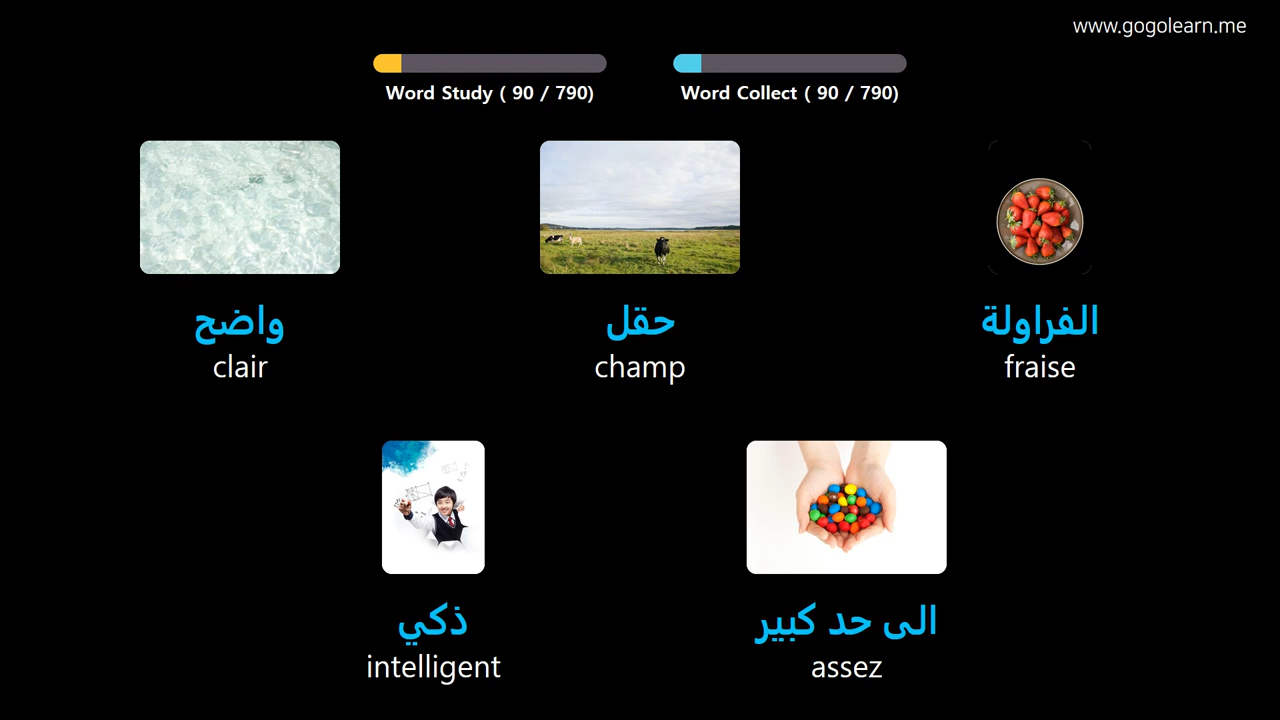 www.gogolearn.me
Word Study ( 90 / 790)
Word Collect ( 90 / 790)
واضح
clair
حقل
champ
الفراولة
fraise
ذكي
intelligent
الى حد كبير
assez